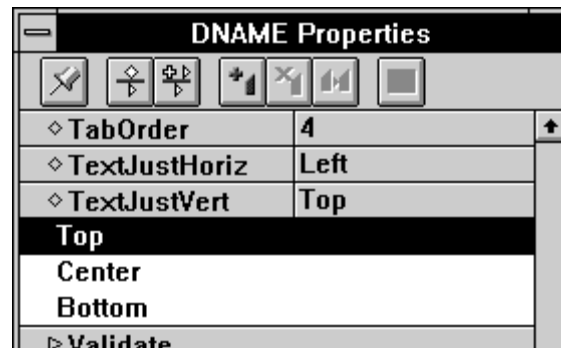 DNAME Properties
TabOrder 4
TextJustHoriz Left
TextJustVert Top
Top
Center
Bottom
Validate